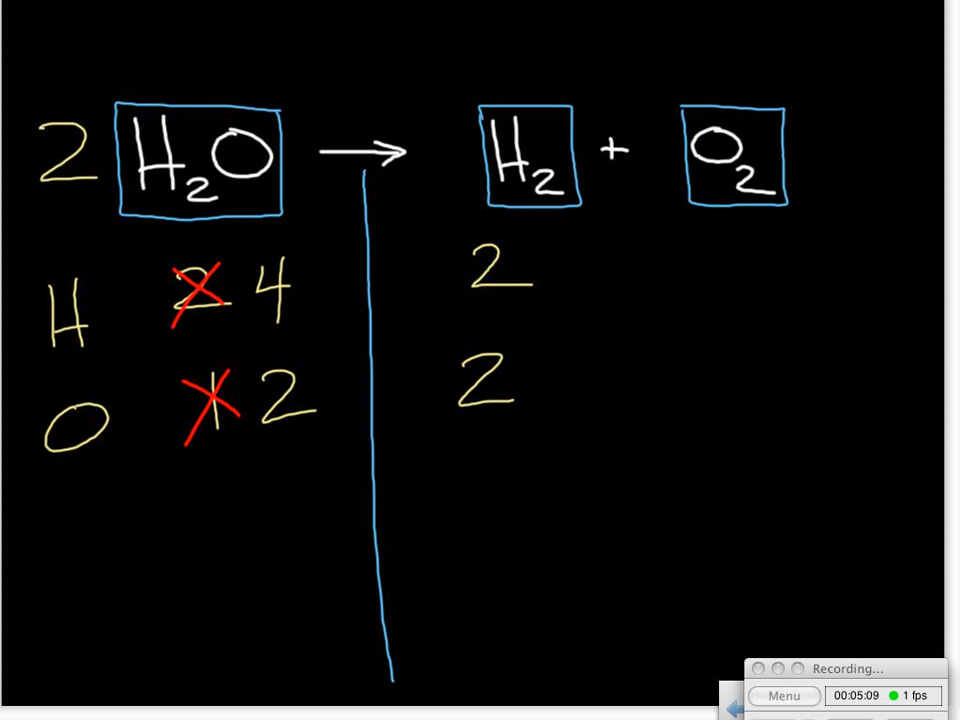 2 H₂O → H₂ + O₂
H 2 4 2
O 1 2 2
Recording...
Menu 00:05:09 1 fps